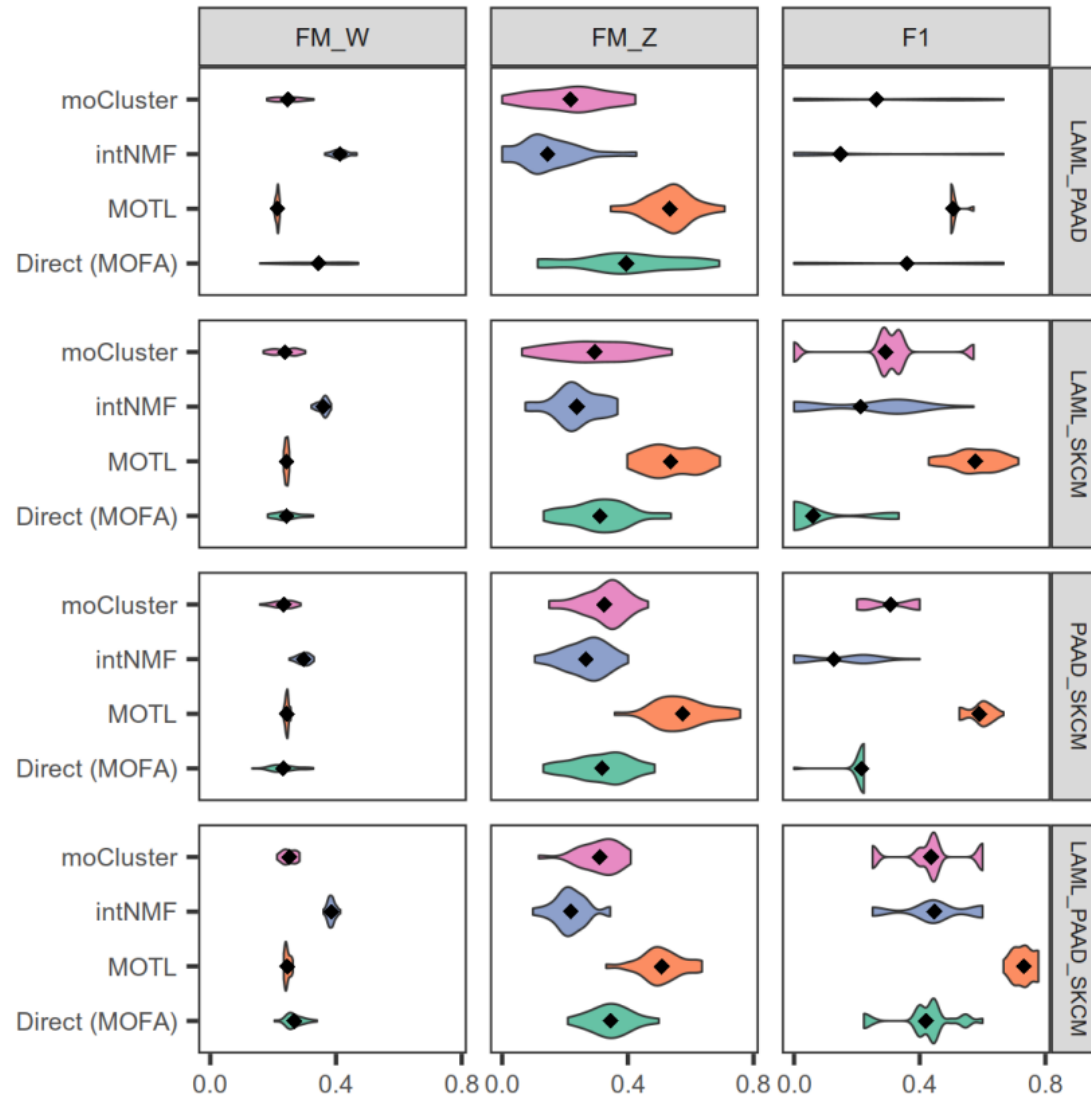 FM_W FM_Z F1
moCluster
intNMF
MOTL
Direct (MOFA)
LAML_PAAD
moCluster
intNMF
MOTL
Direct (MOFA)
LAML_SKCM
moCluster
intNMF
MOTL
Direct (MOFA)
PAAD_SKCM
moCluster
intNMF
MOTL
Direct (MOFA)
LAML_PAAD_SKCM
0.0 0.4 0.8 0.0 0.4 0.8 0.0 0.4 0.8